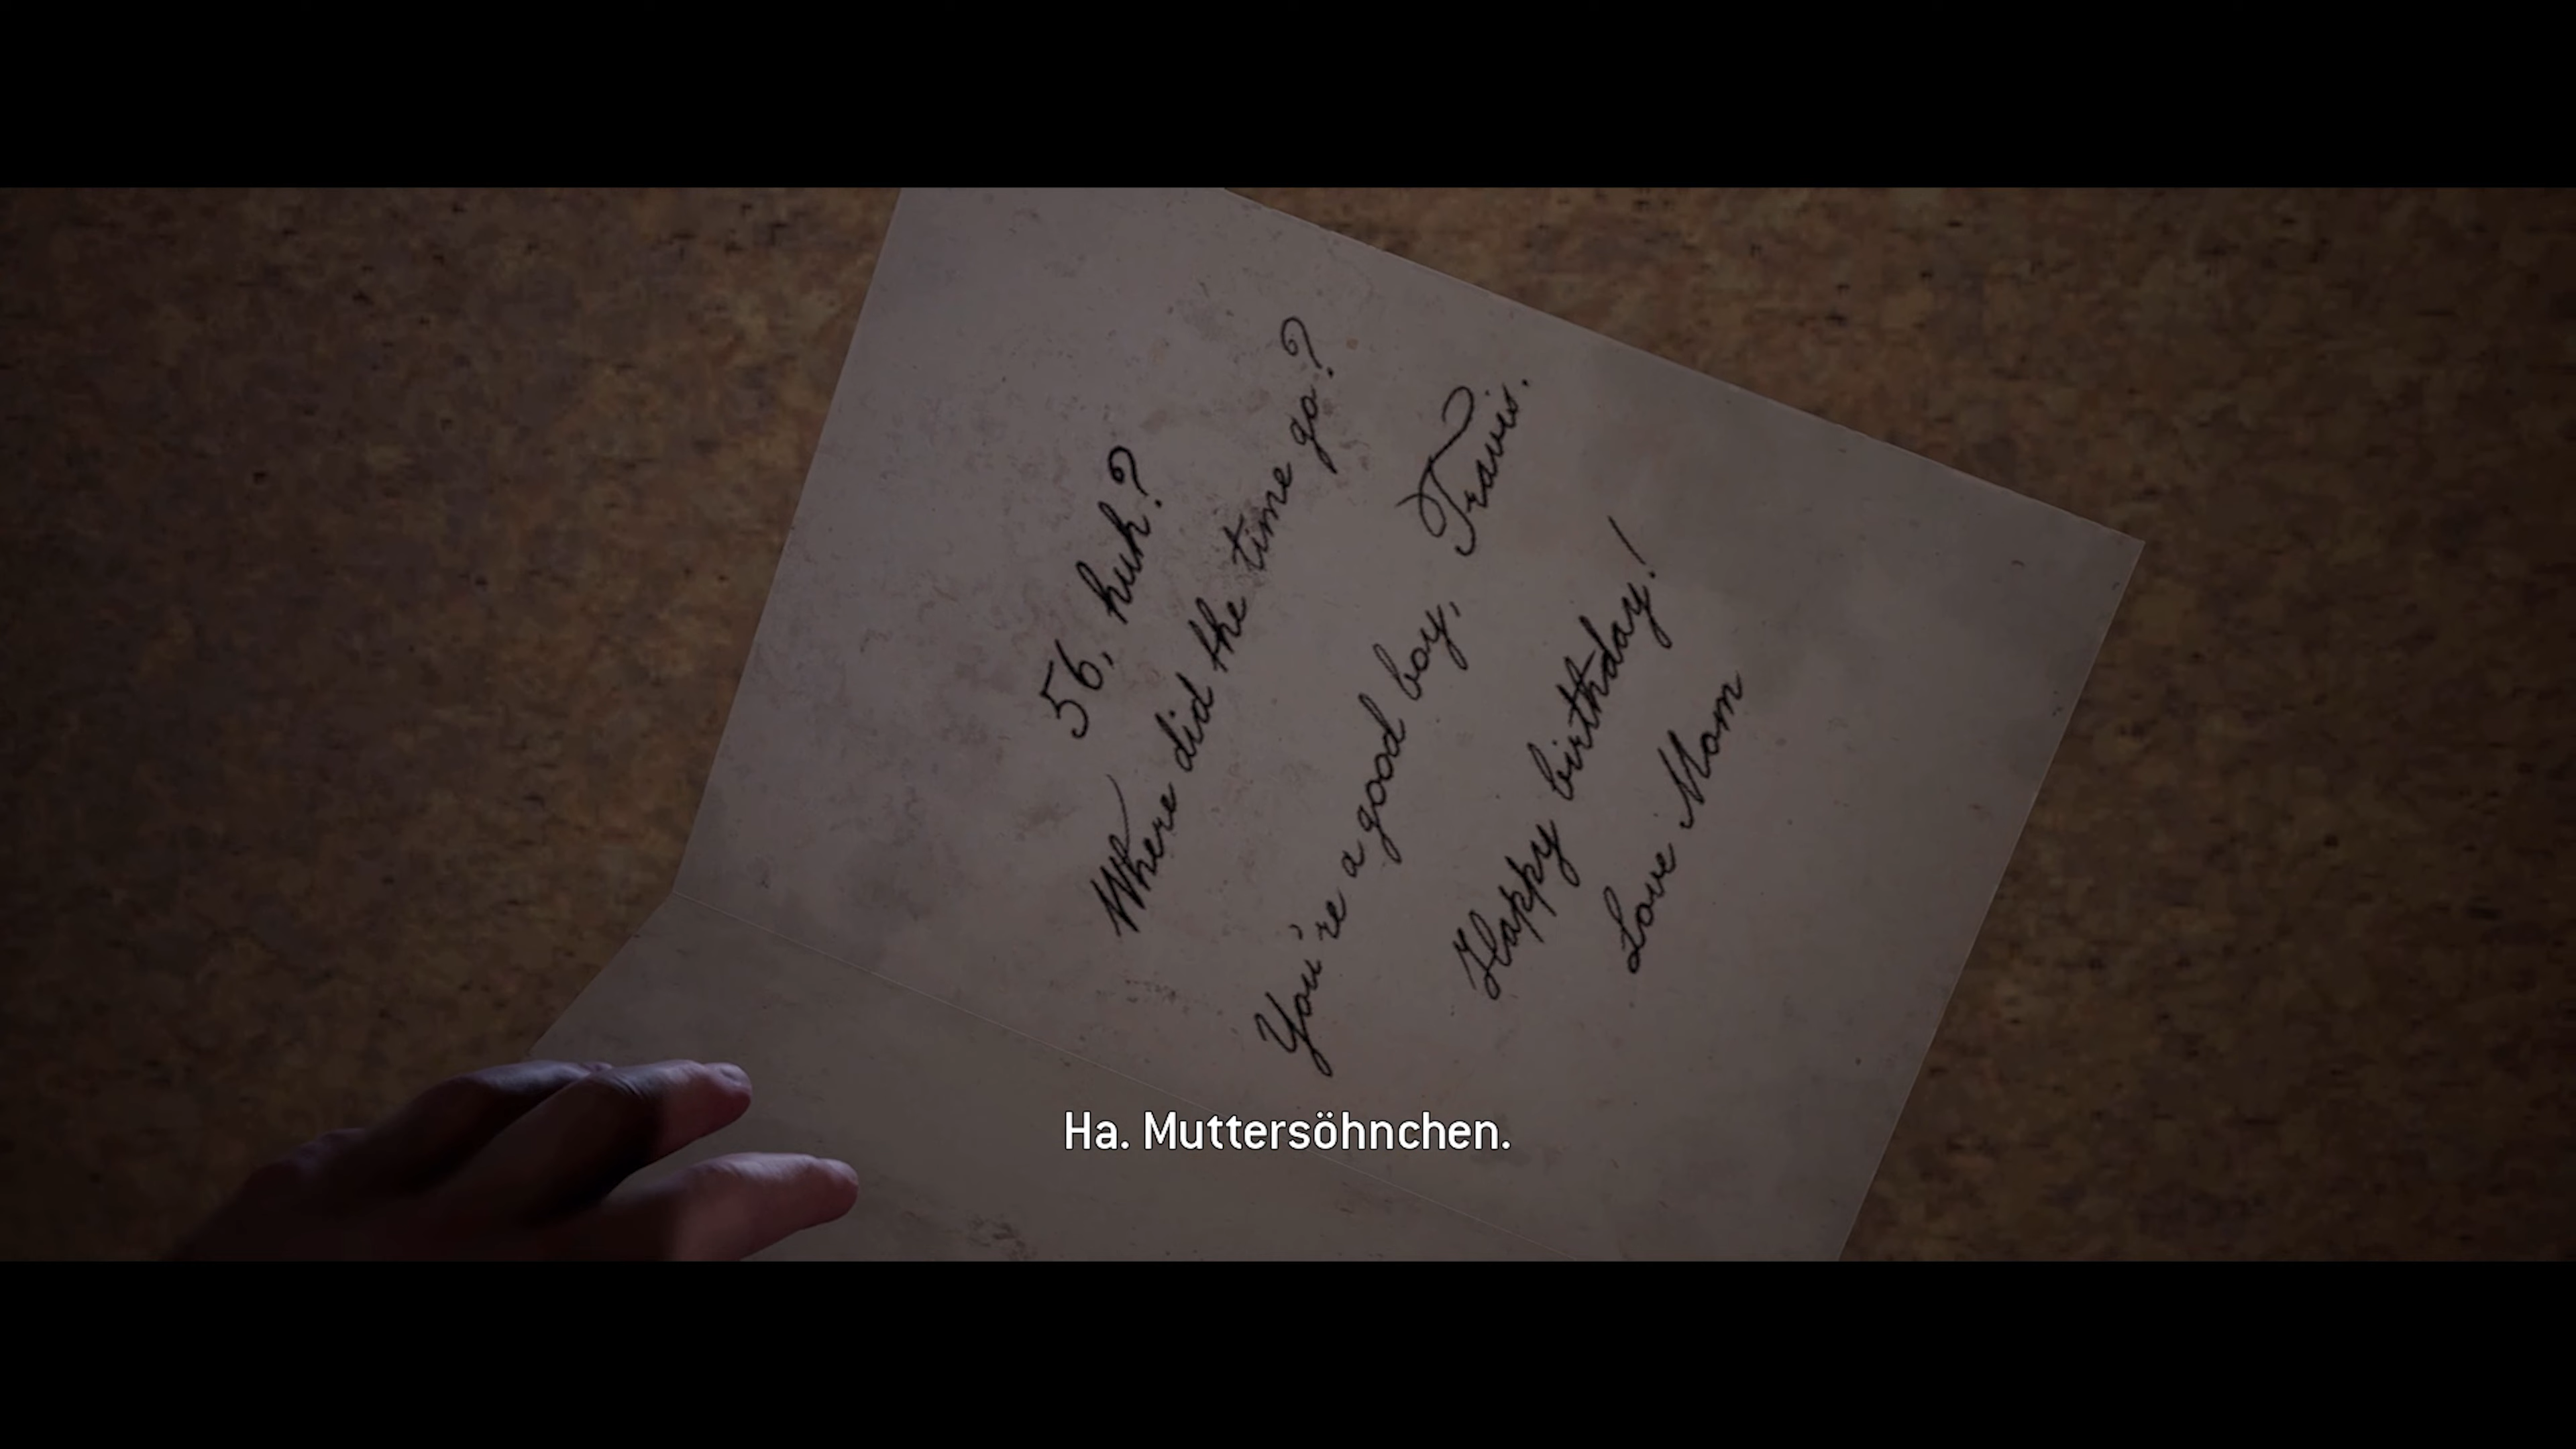 56, huh?
Where did the time go?
You're a good boy, Travis.
Happy birthday!
Love Mom
Ha. Muttersöhnchen.